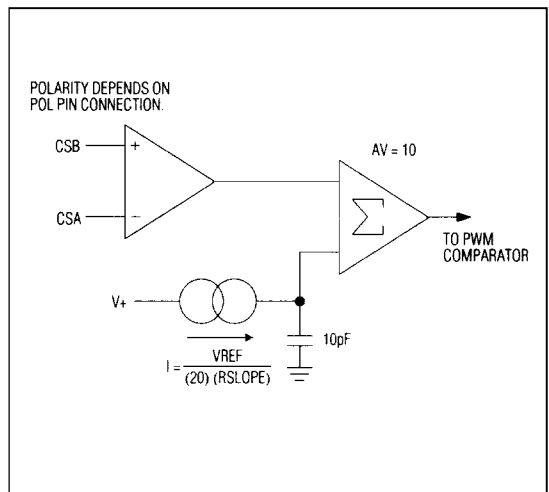 POLARITY DEPENDS ON
POL PIN CONNECTION.
CSB
+
CSA
−
AV = 10
Σ
TO PWM
COMPARATOR
V+
10pF
I = VREF
(20) (RSLOPE)